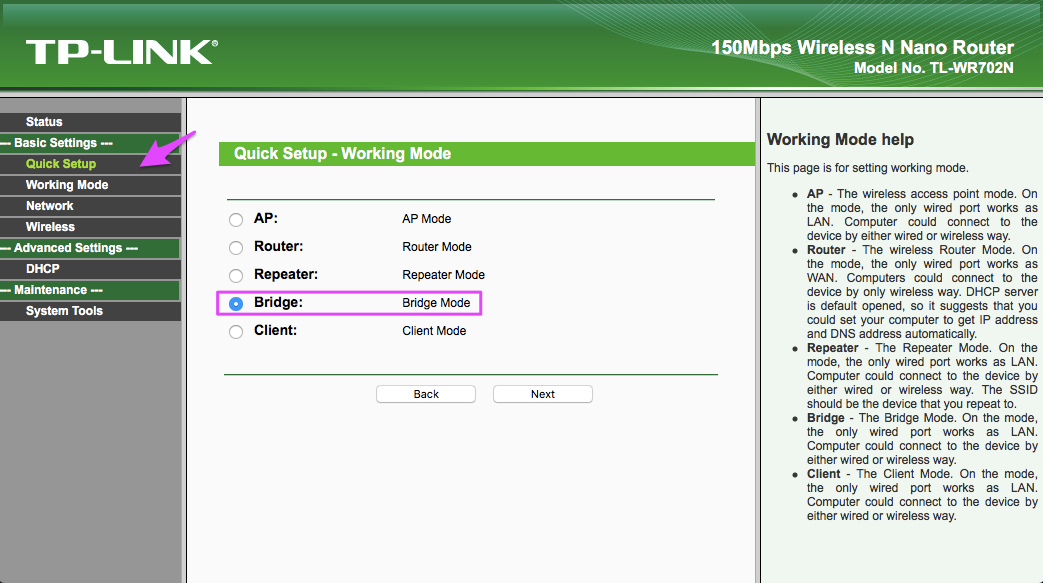 TP-LINK®
150Mbps Wireless N Nano Router
Model No. TL-WR702N
Status
--- Basic Settings ---
Quick Setup
Working Mode
Network
Wireless
--- Advanced Settings ---
DHCP
--- Maintenance ---
System Tools
Quick Setup - Working Mode
AP: AP Mode
Router: Router Mode
Repeater: Repeater Mode
Bridge: Bridge Mode
Client: Client Mode
Back Next
Working Mode help
This page is for setting working mode.
• AP - The wireless access point mode. On
the mode, the only wired port works as
LAN. Computer could connect to the
device by either wired or wireless way.
• Router - The wireless Router Mode. On
the mode, the only wired port works as
WAN. Computers could connect to the
device by only wireless way. DHCP server
is default opened, so it suggests that you
could set your computer to get IP address
and DNS address automatically.
• Repeater - The Repeater Mode. On the
mode, the only wired port works as LAN.
Computer could connect to the device by
either wired or wireless way. The SSID
should be the device that you repeat to.
• Bridge - The Bridge Mode. On the mode,
the only wired port works as LAN.
Computer could connect to the device by
either wired or wireless way.
• Client - The Client Mode. On the mode,
the only wired port works as LAN.
Computer could connect to the device by
either wired or wireless way.